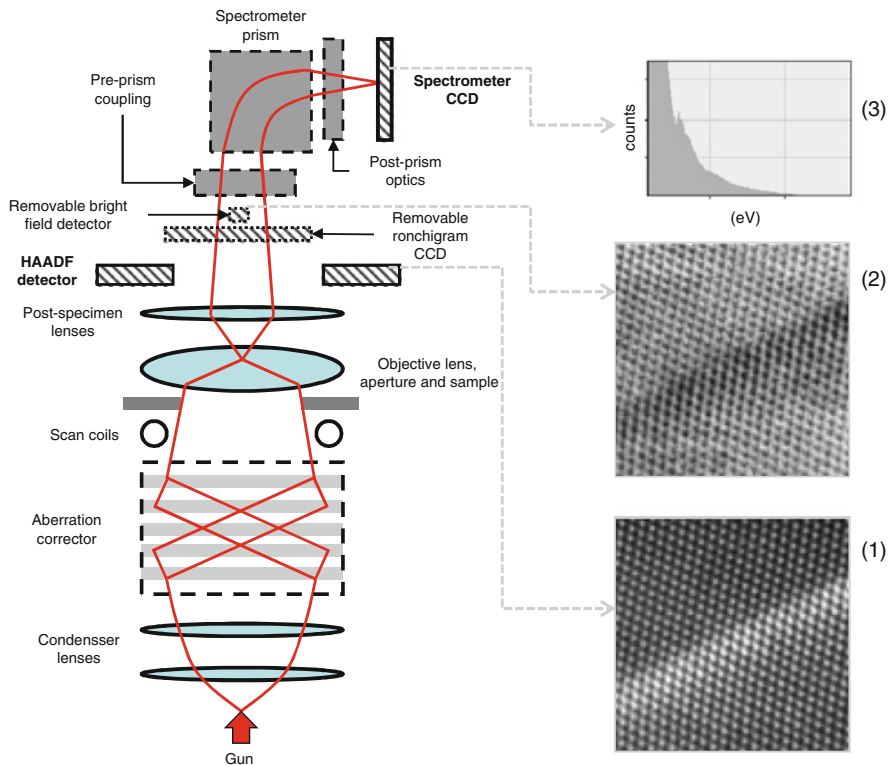 Spectrometer
prism
Pre-prism
coupling
Spectrometer
CCD
Post-prism
optics
Removable bright
field detector
Removable
ronchigram
CCD
HAADF
detector
Post-specimen
lenses
Objective lens,
aperture and sample
Scan coils
Aberration
corrector
Condensser
lenses
Gun
counts
(eV)
(3)
(2)
(1)